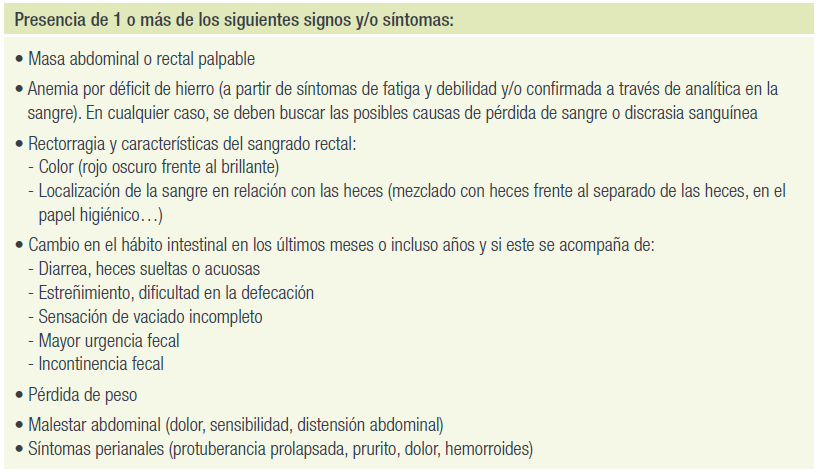 Presencia de 1 o más de los siguientes signos y/o síntomas:
• Masa abdominal o rectal palpable
• Anemia por déficit de hierro (a partir de síntomas de fatiga y debilidad y/o confirmada a través de analítica en la
sangre). En cualquier caso, se deben buscar las posibles causas de pérdida de sangre o discrasia sanguínea
• Rectorragia y características del sangrado rectal:
- Color (rojo oscuro frente al brillante)
- Localización de la sangre en relación con las heces (mezclado con heces frente al separado de las heces, en el
papel higiénico…)
• Cambio en el hábito intestinal en los últimos meses o incluso años y si este se acompaña de:
- Diarrea, heces sueltas o acuosas
- Estreñimiento, dificultad en la defecación
- Sensación de vaciado incompleto
- Mayor urgencia fecal
- Incontinencia fecal
• Pérdida de peso
• Malestar abdominal (dolor, sensibilidad, distensión abdominal)
• Síntomas perianales (protuberancia prolapsada, prurito, dolor, hemorroides)